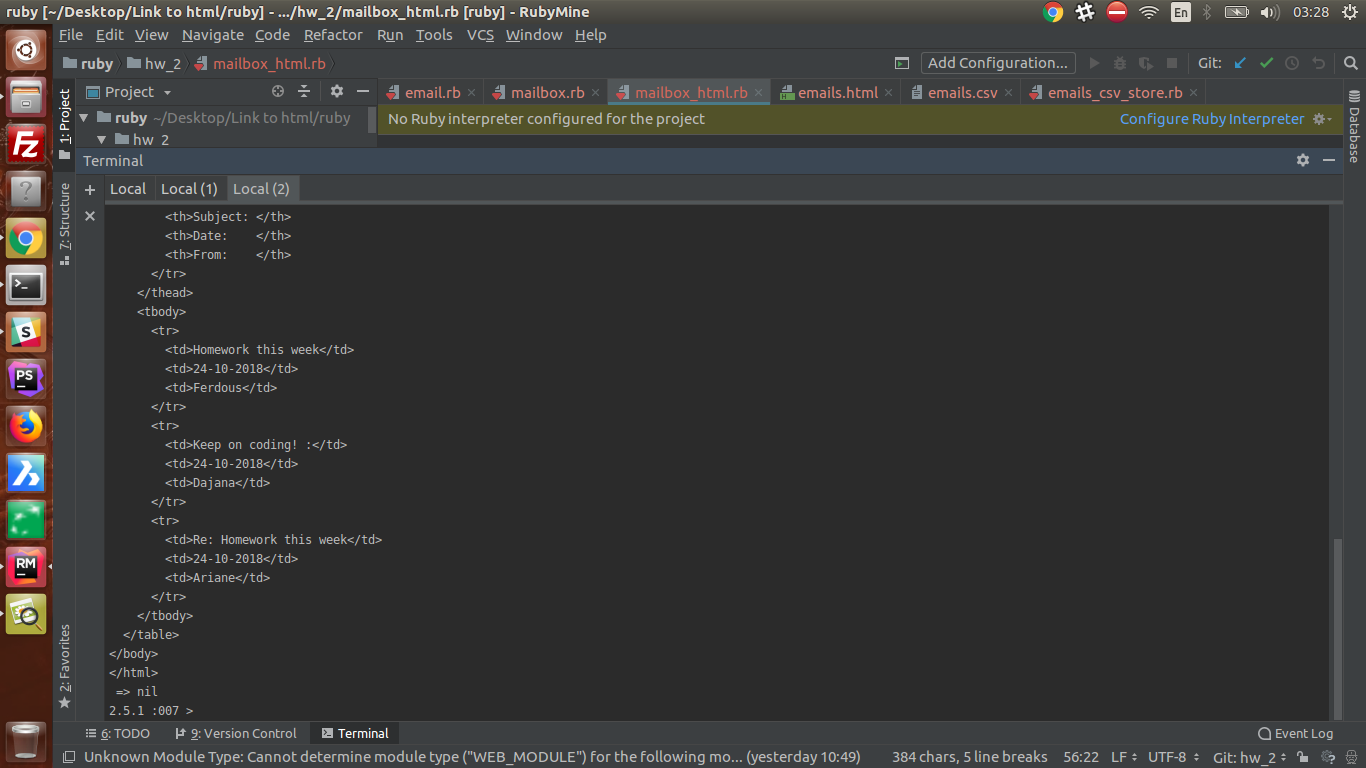 ruby [~/Desktop/Link to html/ruby] - .../hw_2/mailbox_html.rb [ruby] - RubyMine
En
03:28
File Edit View Navigate Code Refactor Run Tools VCS Window Help
ruby hw_2 mailbox_html.rb
Add Configuration...
Git:
1: Project
Project
email.rb mailbox.rb mailbox_html.rb emails.html emails.csv emails_csv_store.rb
ruby ~/Desktop/Link to html/ruby
hw_2
No Ruby interpreter configured for the project
Configure Ruby Interpreter
Database
Terminal
Local Local (1) Local (2)
7: Structure
        <th>Subject: </th>
        <th>Date:    </th>
        <th>From:    </th>
      </tr>
    </thead>
    <tbody>
      <tr>
        <td>Homework this week</td>
        <td>24-10-2018</td>
        <td>Ferdous</td>
      </tr>
      <tr>
        <td>Keep on coding! :</td>
        <td>24-10-2018</td>
        <td>Dajana</td>
      </tr>
      <tr>
        <td>Re: Homework this week</td>
        <td>24-10-2018</td>
        <td>Ariane</td>
      </tr>
    </tbody>
  </table>
</body>
</html>
 => nil
2.5.1 :007 >
2: Favorites
Fz
?
S
PS
RM
6: TODO 9: Version Control Terminal
Event Log
Unknown Module Type: Cannot determine module type ("WEB_MODULE") for the following mo... (yesterday 10:49)
384 chars, 5 line breaks 56:22 LF UTF-8 Git: hw_2